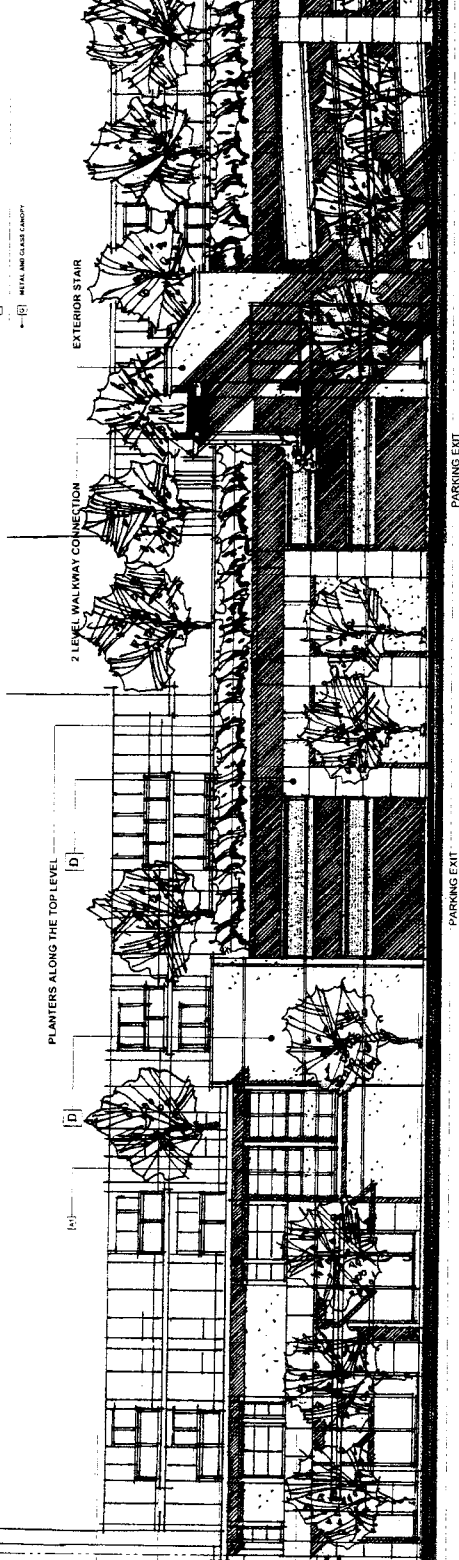 [C] METAL AND GLASS CANOPY
EXTERIOR STAIR
2 LEVEL WALKWAY CONNECTION
PLANTERS ALONG THE TOP LEVEL
[D]
[D]
[A1]
PARKING EXIT
PARKING EXIT